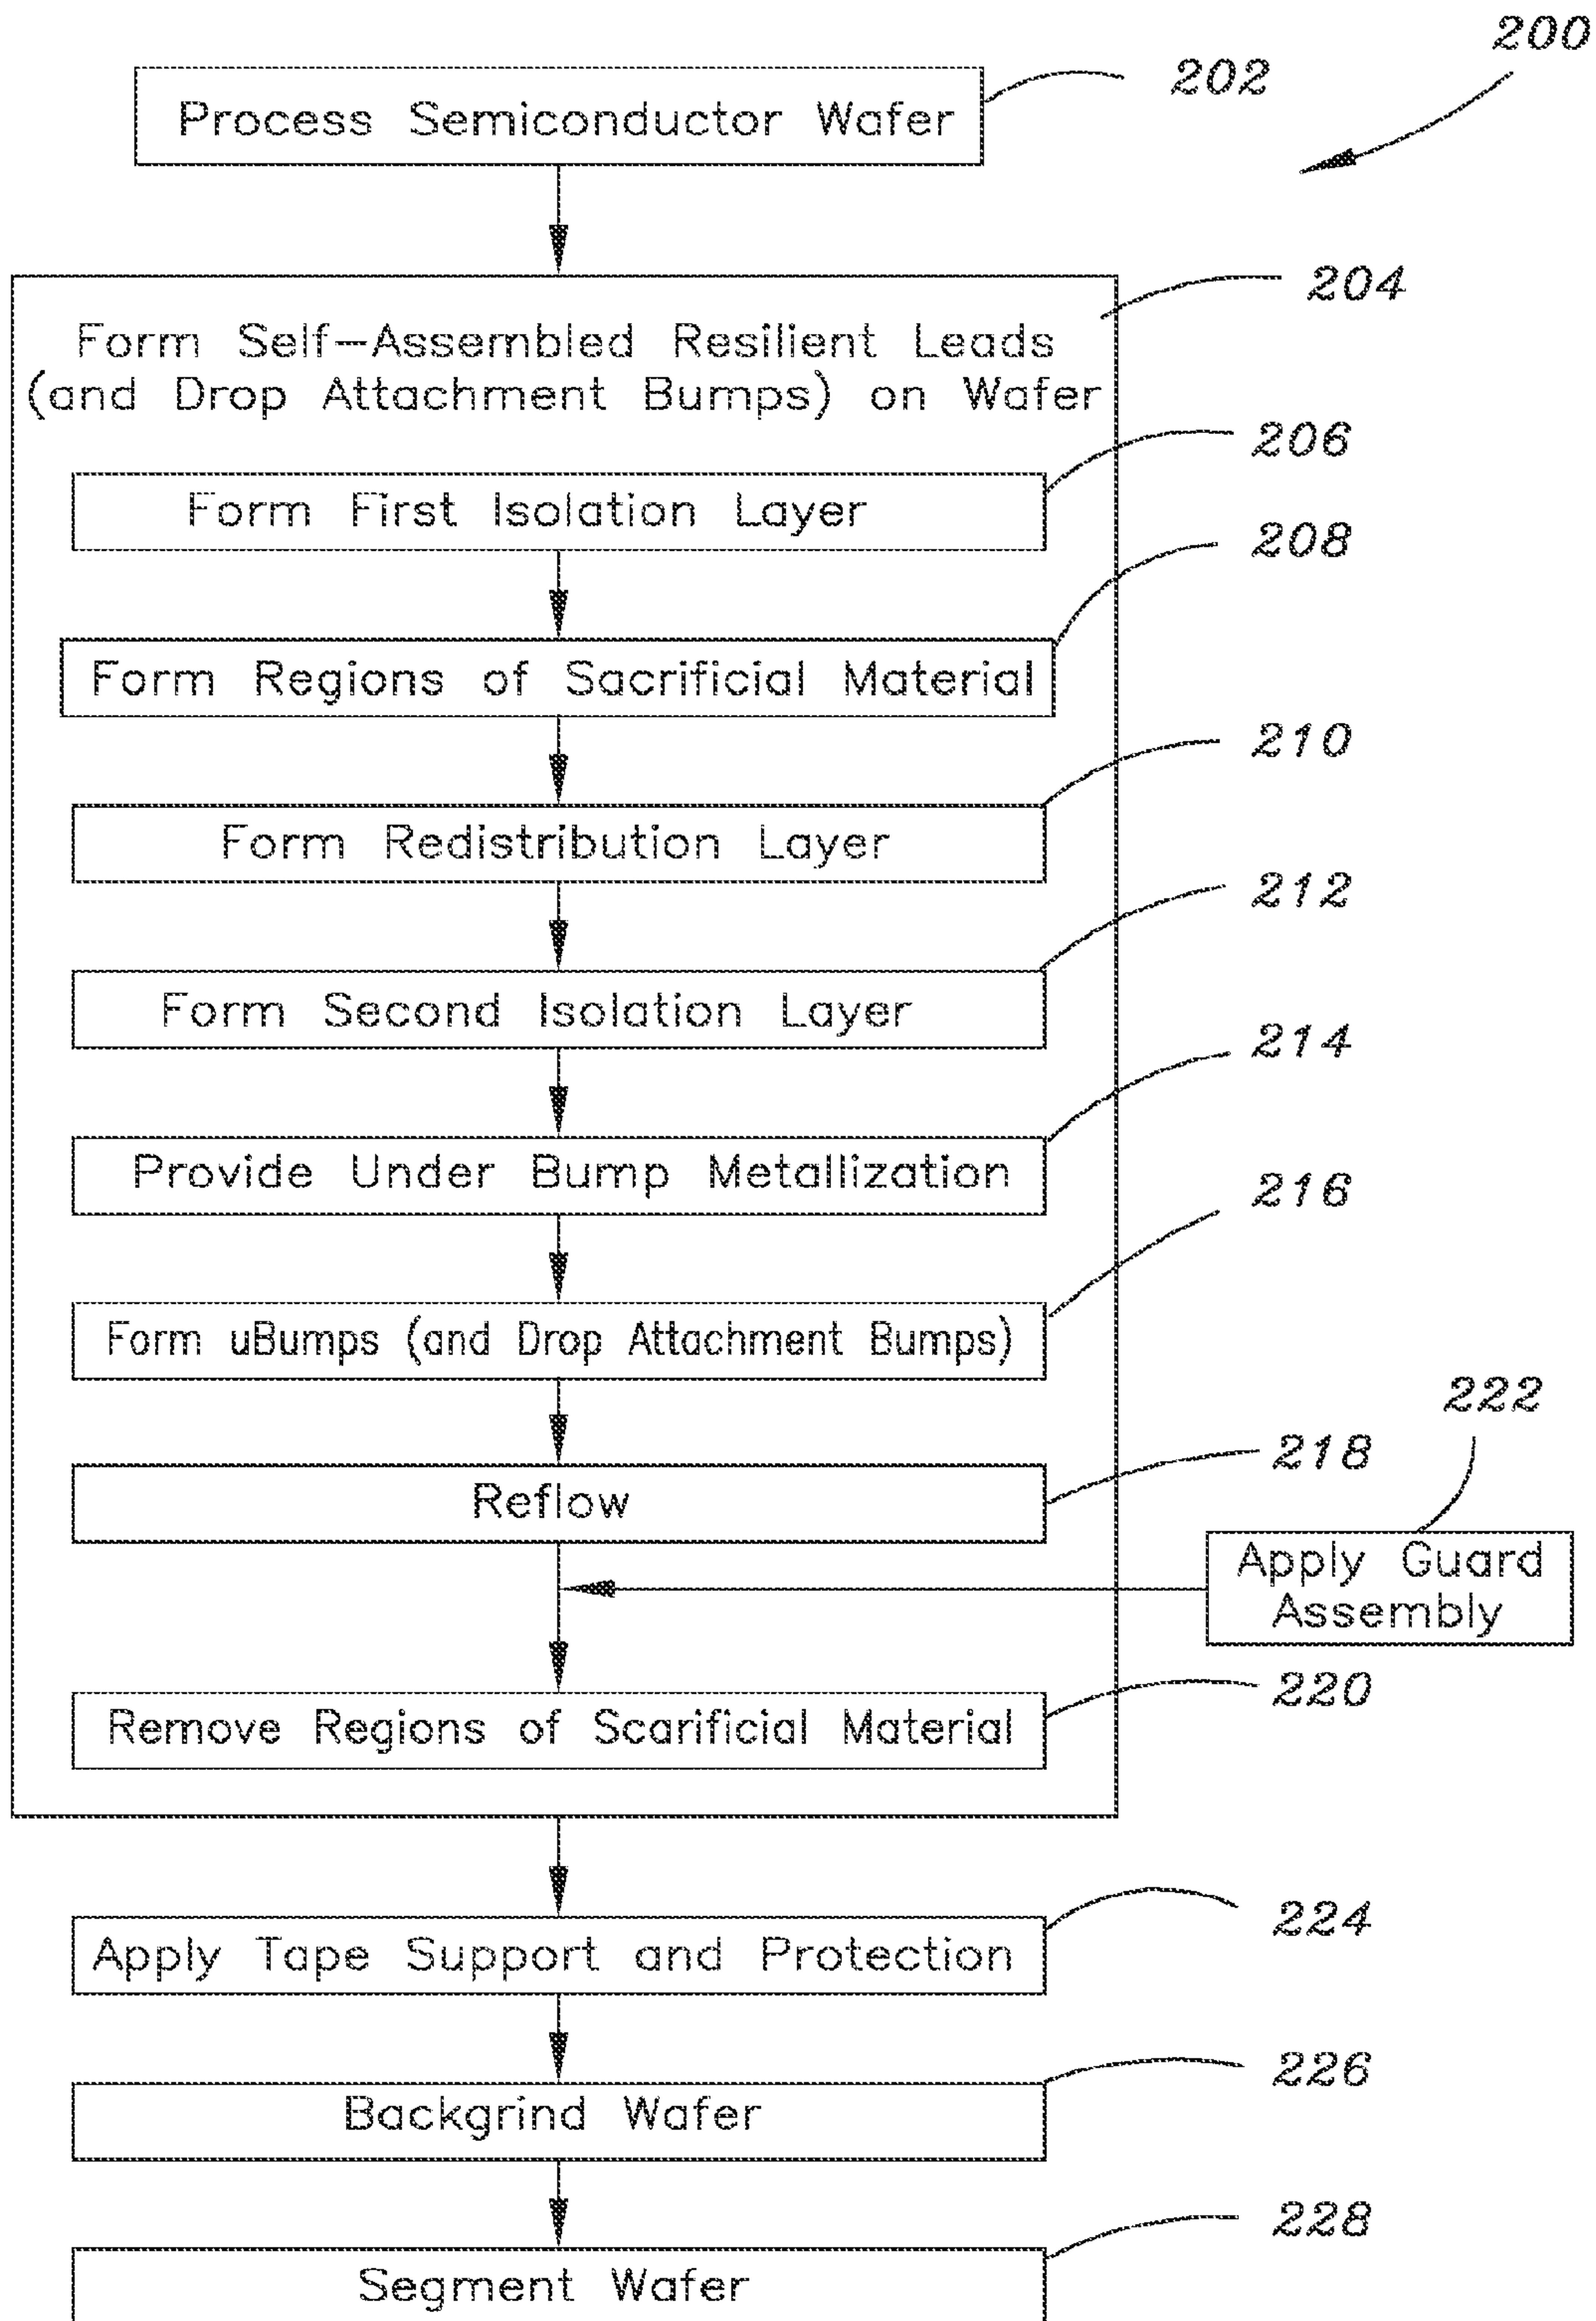 200
Process Semiconductor Wafer
202
204
Form Self-Assembled Resilient Leads
(and Drop Attachment Bumps) on Wafer
206
Form First Isolation Layer
208
Form Regions of Sacrificial Material
210
Form Redistribution Layer
212
Form Second Isolation Layer
214
Provide Under Bump Metallization
216
Form uBumps (and Drop Attachment Bumps)
222
218
Reflow
Apply Guard
Assembly
220
Remove Regions of Scarificial Material
224
Apply Tape Support and Protection
226
Backgrind Wafer
228
Segment Wafer